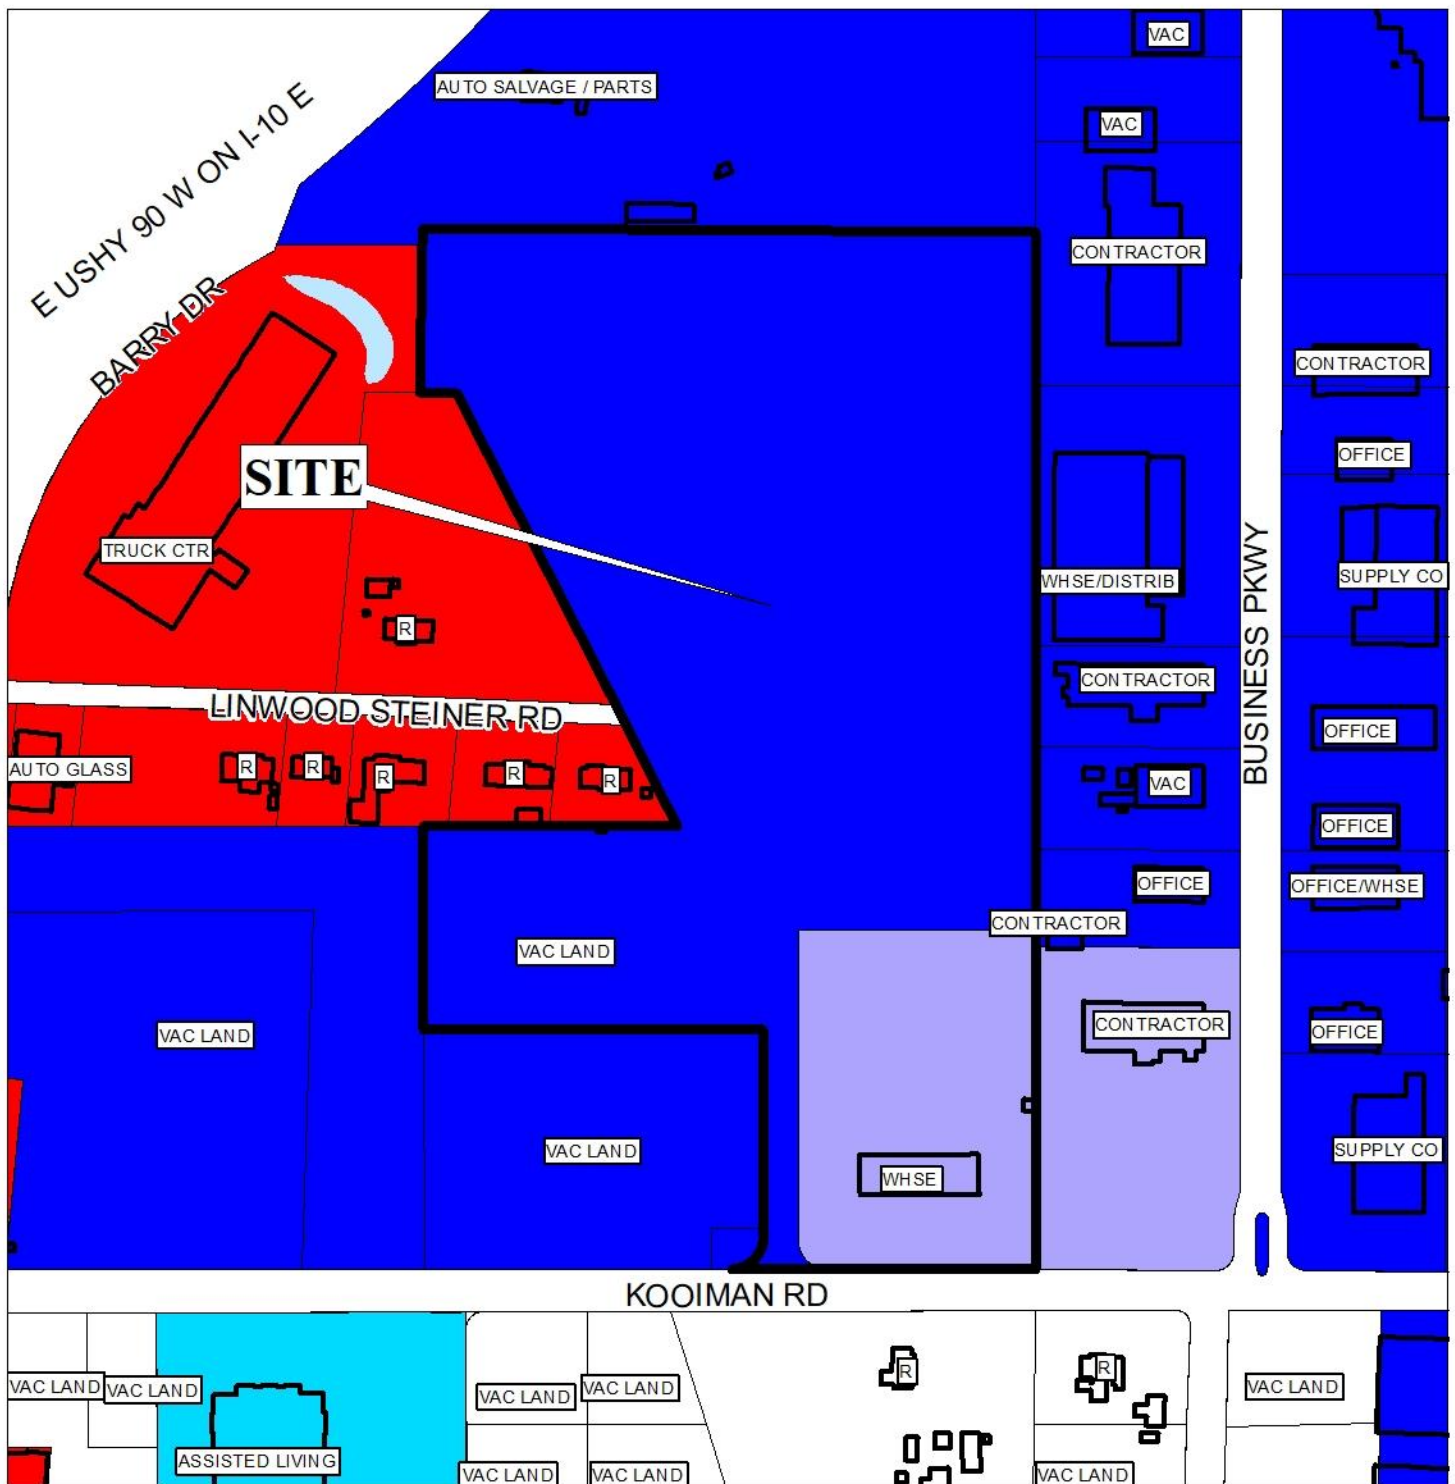 VAC
AUTO SALVAGE / PARTS
VAC
E USHY 90 W ON I-10 E
CONTRACTOR
BARRY DR
CONTRACTOR
OFFICE
SITE
TRUCK CTR
WHSE/DISTRIB
SUPPLY CO
R
BUSINESS PKWY
CONTRACTOR
LINWOOD STEINER RD
OFFICE
AUTO GLASS
R
R
R
R
R
VAC
OFFICE
OFFICE
OFFICE/WHSE
CONTRACTOR
VAC LAND
VAC LAND
CONTRACTOR
OFFICE
VAC LAND
WHSE
SUPPLY CO
KOOIMAN RD
VAC LAND
VAC LAND
VAC LAND
VAC LAND
R
R
VAC LAND
ASSISTED LIVING
VAC LAND
VAC LAND
VAC LAND